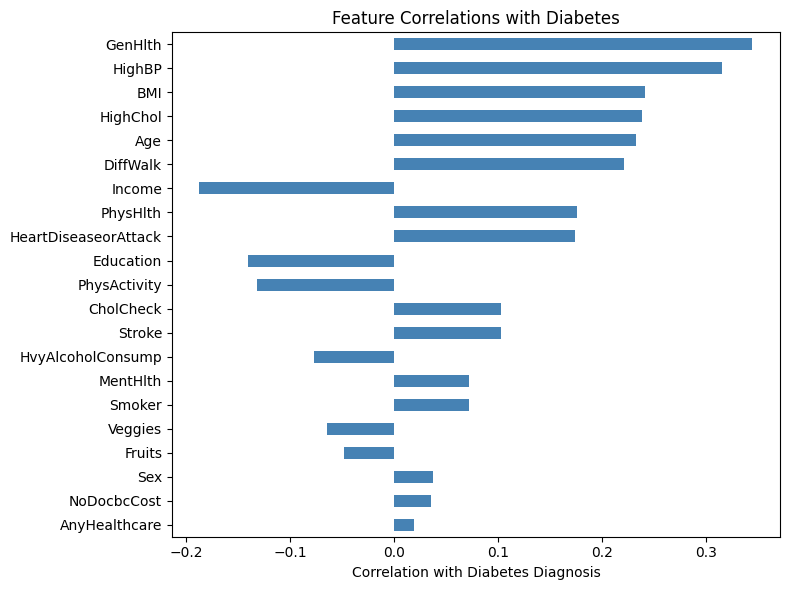 Feature Correlations with Diabetes
GenHlth
HighBP
BMI
HighChol
Age
DiffWalk
Income
PhysHlth
HeartDiseaseorAttack
Education
PhysActivity
CholCheck
Stroke
HvyAlcoholConsump
MentHlth
Smoker
Veggies
Fruits
Sex
NoDocbcCost
AnyHealthcare
−0.2 −0.1 0.0 0.1 0.2 0.3
Correlation with Diabetes Diagnosis